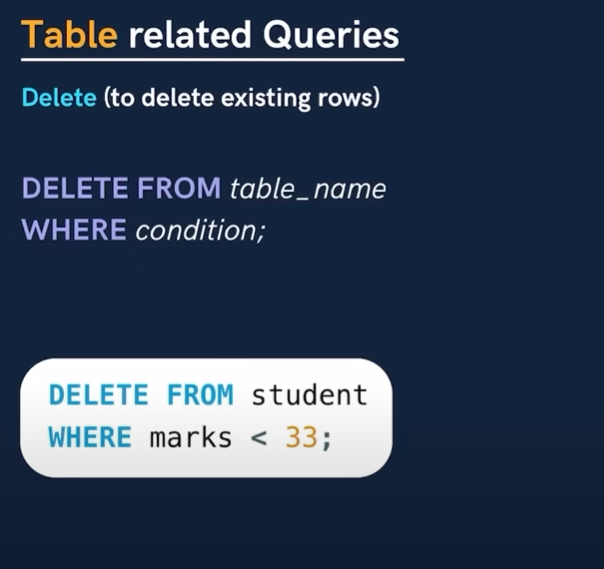 Table related Queries
Delete (to delete existing rows)
DELETE FROM table_name
WHERE condition;
DELETE FROM student
WHERE marks < 33;